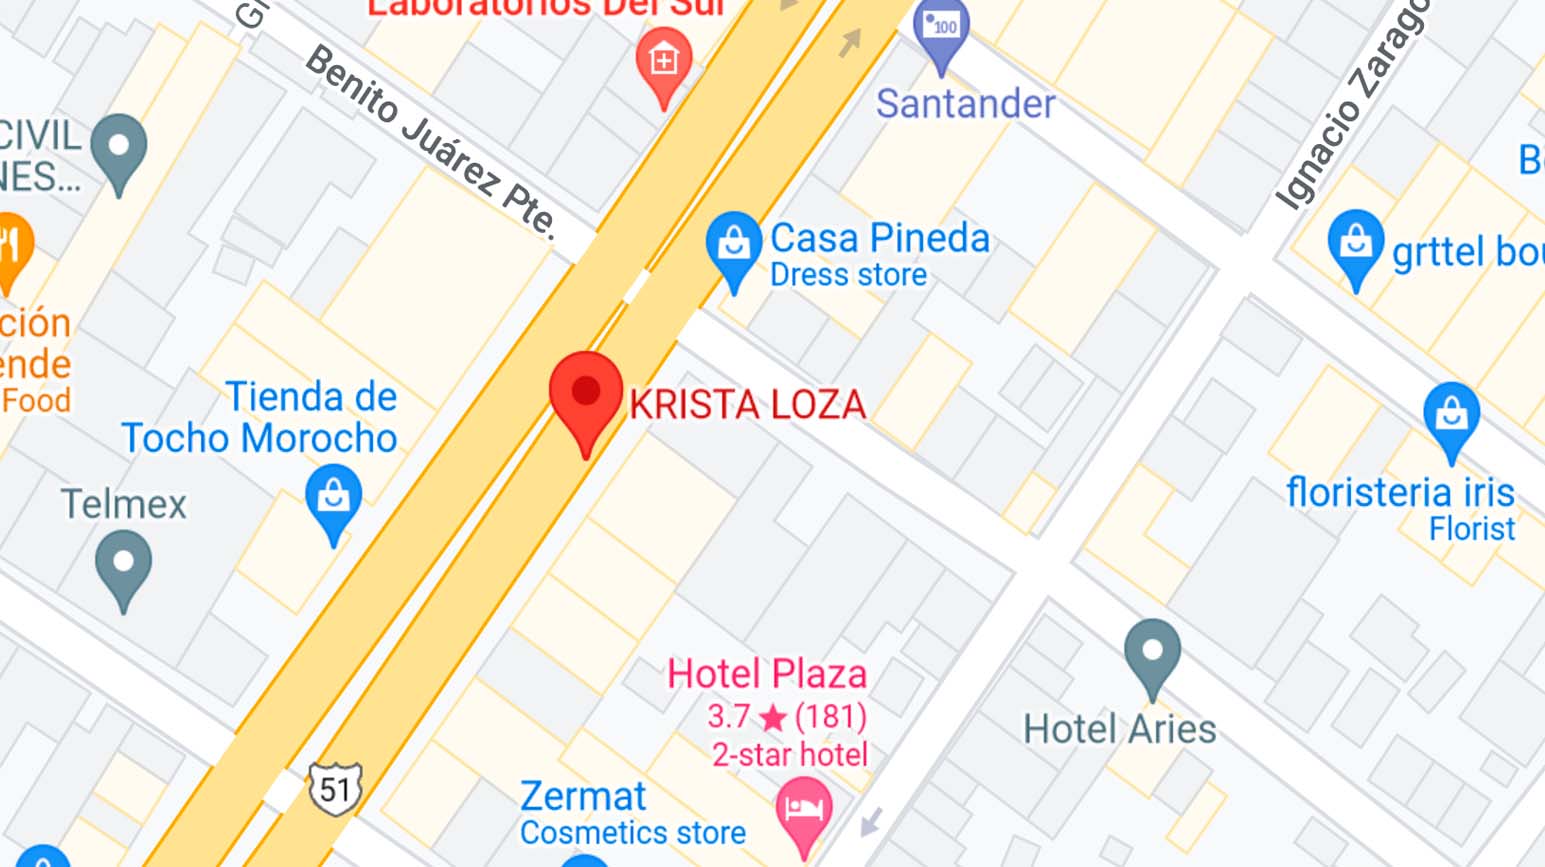 Laboratorios Del Sur
100
Santander
Benito Juárez Pte.
Ignacio Zarago
CIVIL
NES...
Casa Pineda
Dress store
grttel bou
ción
ende
Food
Tienda de
Tocho Morocho
KRISTA LOZA
Telmex
floristeria iris
Florist
Hotel Plaza
3.7 ★ (181)
2-star hotel
Hotel Aries
51
Zermat
Cosmetics store